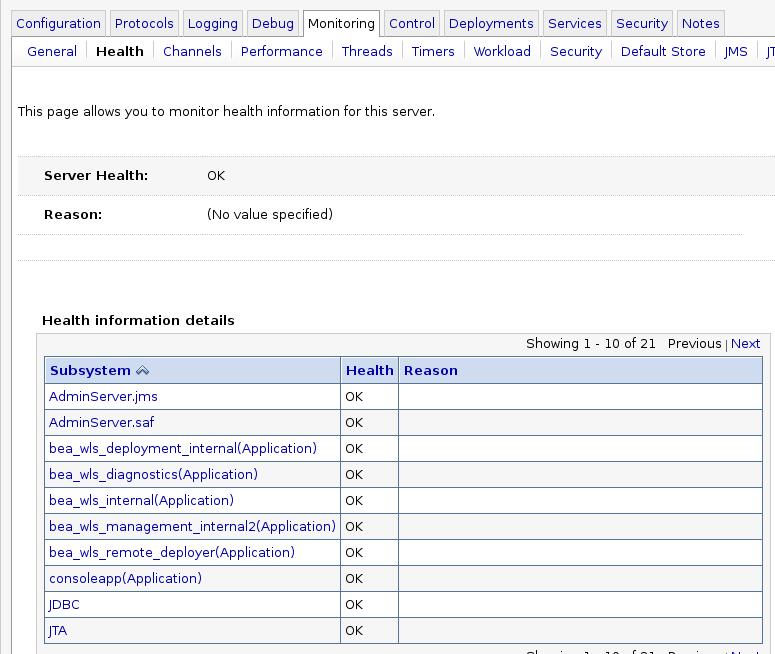 Configuration Protocols Logging Debug Monitoring Control Deployments Services Security Notes
General Health Channels Performance Threads Timers Workload Security Default Store JMS
This page allows you to monitor health information for this server.
Server Health: OK
Reason: (No value specified)
Health information details
Showing 1 - 10 of 21 Previous | Next
Subsystem Health Reason
AdminServer.jms OK
AdminServer.saf OK
bea_wls_deployment_internal(Application) OK
bea_wls_diagnostics(Application) OK
bea_wls_internal(Application) OK
bea_wls_management_internal2(Application) OK
bea_wls_remote_deployer(Application) OK
consoleapp(Application) OK
JDBC OK
JTA OK